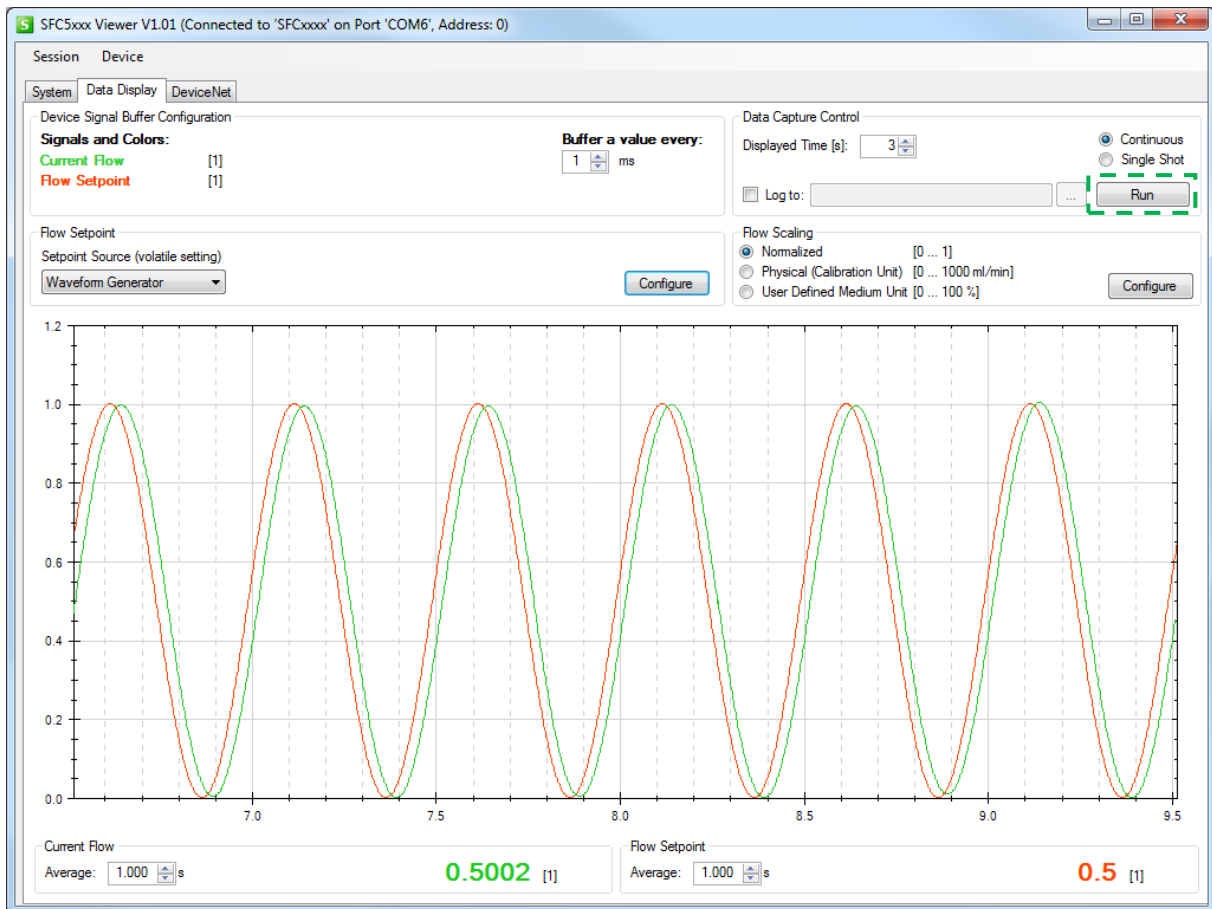 SFC5xxx Viewer V1.01 (Connected to 'SFCxxxx' on Port 'COM6', Address: 0)
Session Device
System Data Display DeviceNet
Device Signal Buffer Configuration
Signals and Colors:
Current Flow [1]
Flow Setpoint [1]
Buffer a value every:
1 ms
Data Capture Control
Displayed Time [s]: 3
Continuous
Single Shot
Log to: ... Run
Flow Setpoint
Setpoint Source (volatile setting)
Waveform Generator Configure
Flow Scaling
Normalized [0 ... 1]
Physical (Calibration Unit) [0 ... 1000 ml/min]
User Defined Medium Unit [0 ... 100 %]
Configure
1.2
1.0
0.8
0.6
0.4
0.2
0.0
7.0 7.5 8.0 8.5 9.0 9.5
Current Flow
Average: 1.000 s 0.5002 [1]
Flow Setpoint
Average: 1.000 s 0.5 [1]